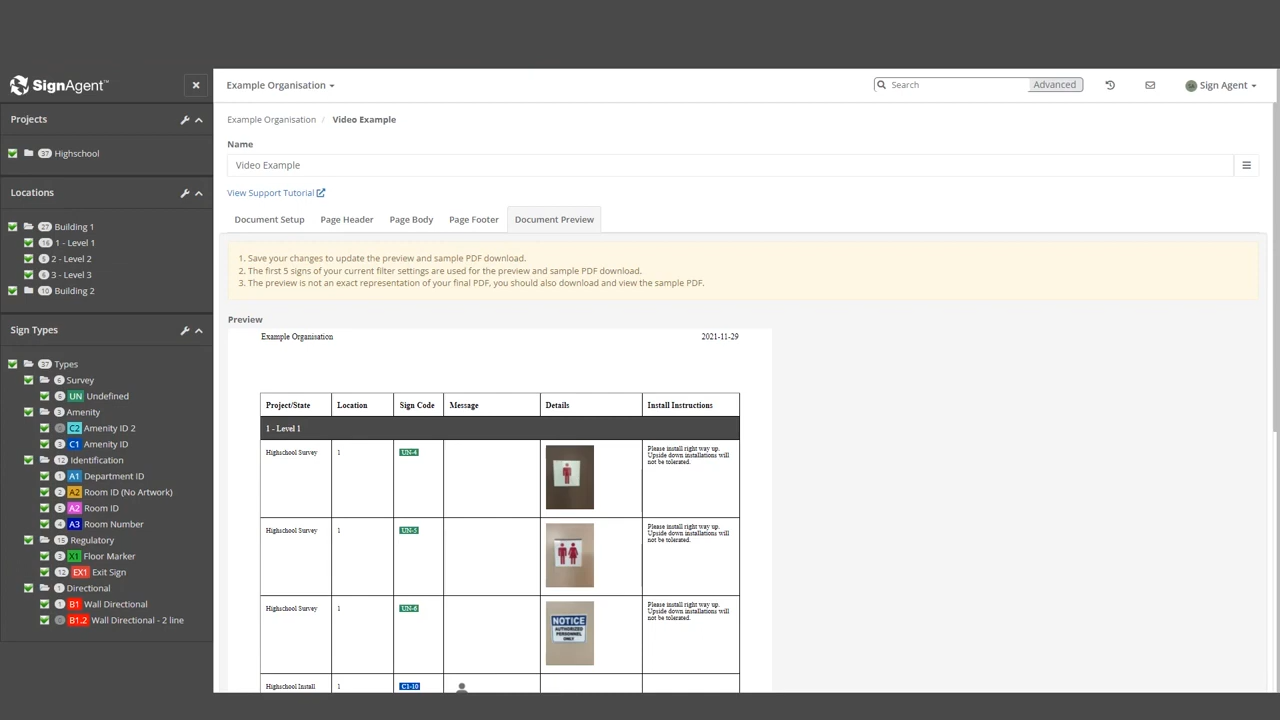 SignAgent™
Example Organisation
Search
Advanced
Sign Agent
Projects
37 Highschool
Locations
27 Building 1
16 1 - Level 1
2 - Level 2
3 - Level 3
10 Building 2
Sign Types
37 Types
Survey
UN Undefined
3 Amenity
C2 Amenity ID 2
3 C1 Amenity ID
12 Identification
1 A1 Department ID
2 A2 Room ID (No Artwork)
A2 Room ID
4 A3 Room Number
15 Regulatory
3 X1 Floor Marker
12 EX1 Exit Sign
1 Directional
1 B1 Wall Directional
B1.2 Wall Directional - 2 line
Example Organisation / Video Example
Name
Video Example
View Support Tutorial
Document Setup Page Header Page Body Page Footer Document Preview
1. Save your changes to update the preview and sample PDF download.
2. The first 5 signs of your current filter settings are used for the preview and sample PDF download.
3. The preview is not an exact representation of your final PDF, you should also download and view the sample PDF.
Preview
Example Organisation 2021-11-29
Project/State Location Sign Code Message Details Install Instructions
1 - Level 1
Highschool Survey 1 UN-4 Please install right way up.
Upside down installations will
not be tolerated.
Highschool Survey 1 UN-5 Please install right way up.
Upside down installations will
not be tolerated.
Highschool Survey 1 UN-6 Please install right way up.
Upside down installations will
not be tolerated.
NOTICE
AUTHORIZED
PERSONNEL
ONLY
Highschool Install 1 C1-10